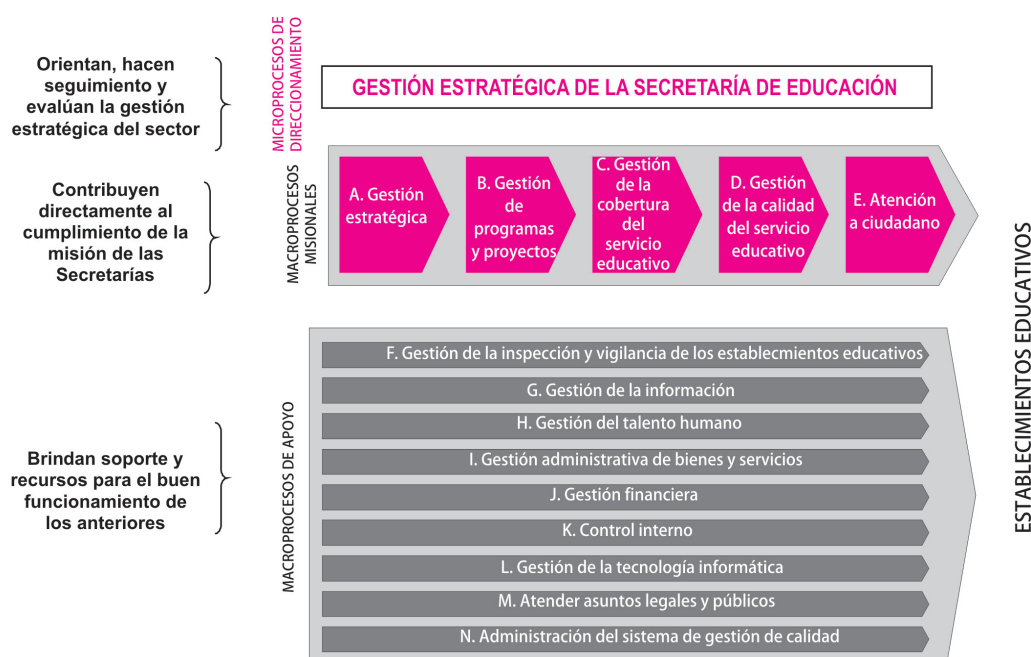 Orientan, hacen
seguimiento y
evalúan la gestión
estratégica del sector
MICROPROCESOS DE
DIRECCIONAMIENTO
GESTIÓN ESTRATÉGICA DE LA SECRETARÍA DE EDUCACIÓN
Contribuyen
directamente al
cumplimiento de la
misión de las
Secretarías
MACROPROCESOS
MISIONALES
A. Gestión
estratégica
B. Gestión
de
programas
y proyectos
C. Gestión
de la
cobertura
del
servicio
educativo
D. Gestión
de la calidad
del servicio
educativo
E. Atención
a ciudadano
Brindan soporte y
recursos para el buen
funcionamiento de
los anteriores
MACROPROCESOS DE APOYO
F. Gestión de la inspección y vigilancia de los establecmientos educativos
G. Gestión de la información
H. Gestión del talento humano
I. Gestión administrativa de bienes y servicios
J. Gestión financiera
K. Control interno
L. Gestión de la tecnología informática
M. Atender asuntos legales y públicos
N. Administración del sistema de gestión de calidad
ESTABLECIMIENTOS EDUCATIVOS